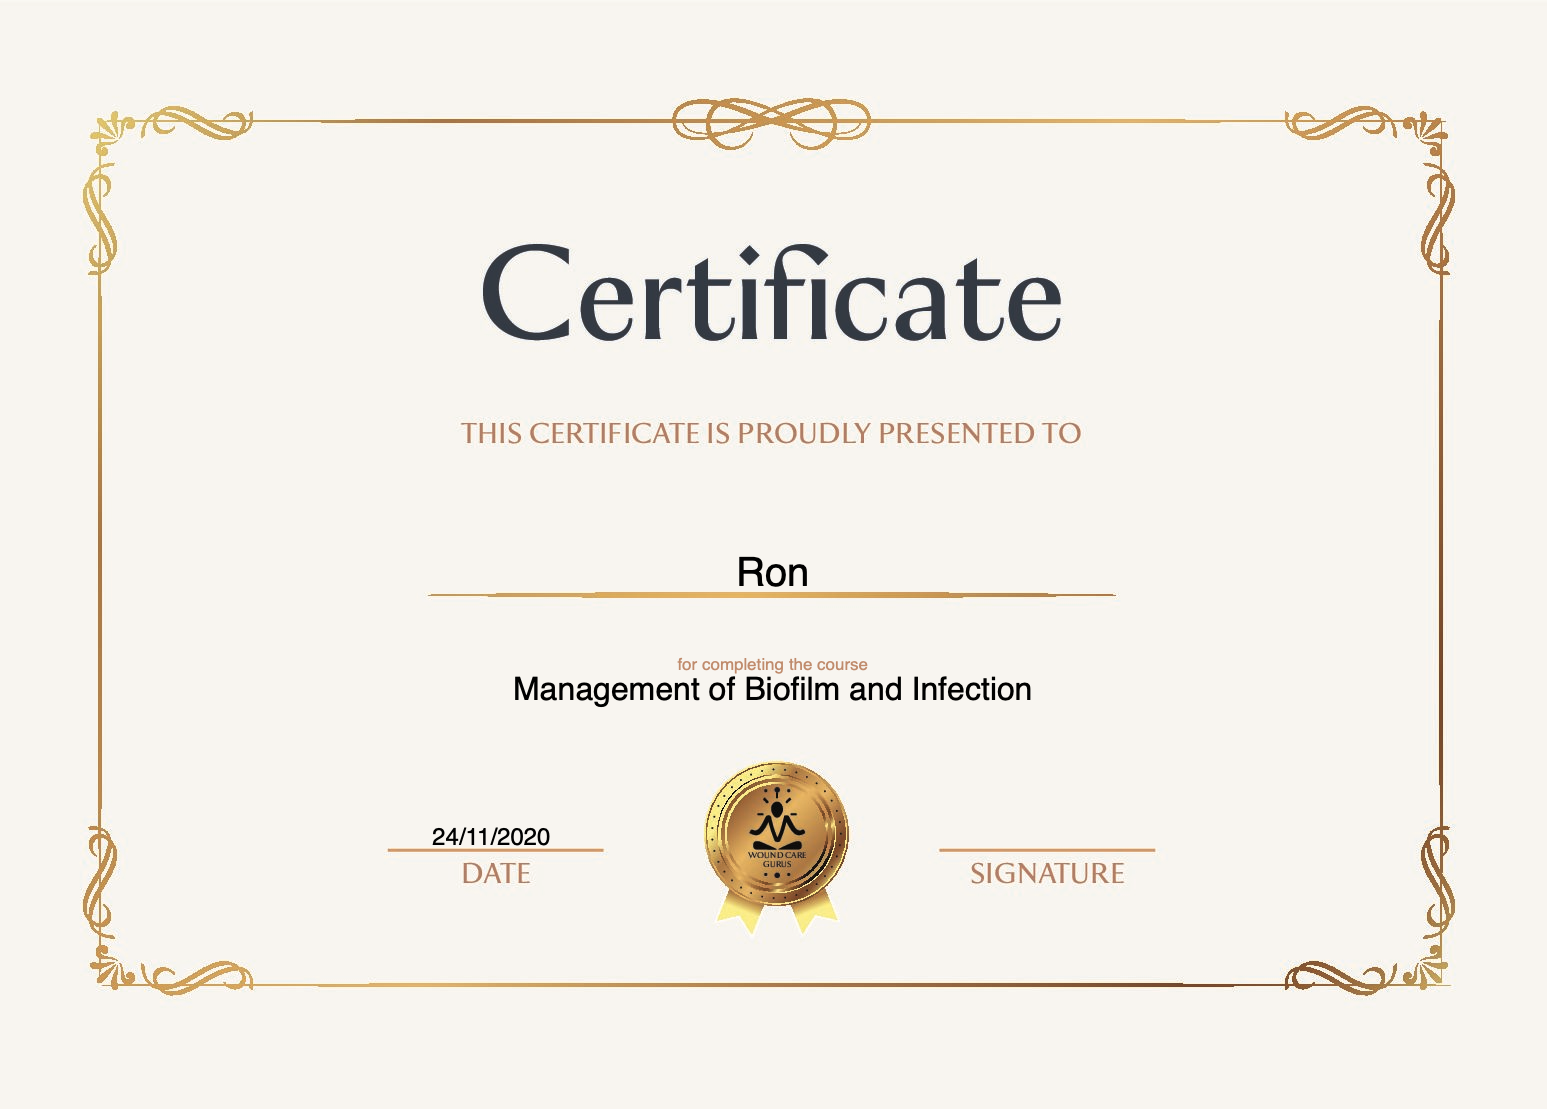 Certificate
THIS CERTIFICATE IS PROUDLY PRESENTED TO
Ron
for completing the course
Management of Biofilm and Infection
24/11/2020
DATE
WOUND CARE
GURUS
SIGNATURE